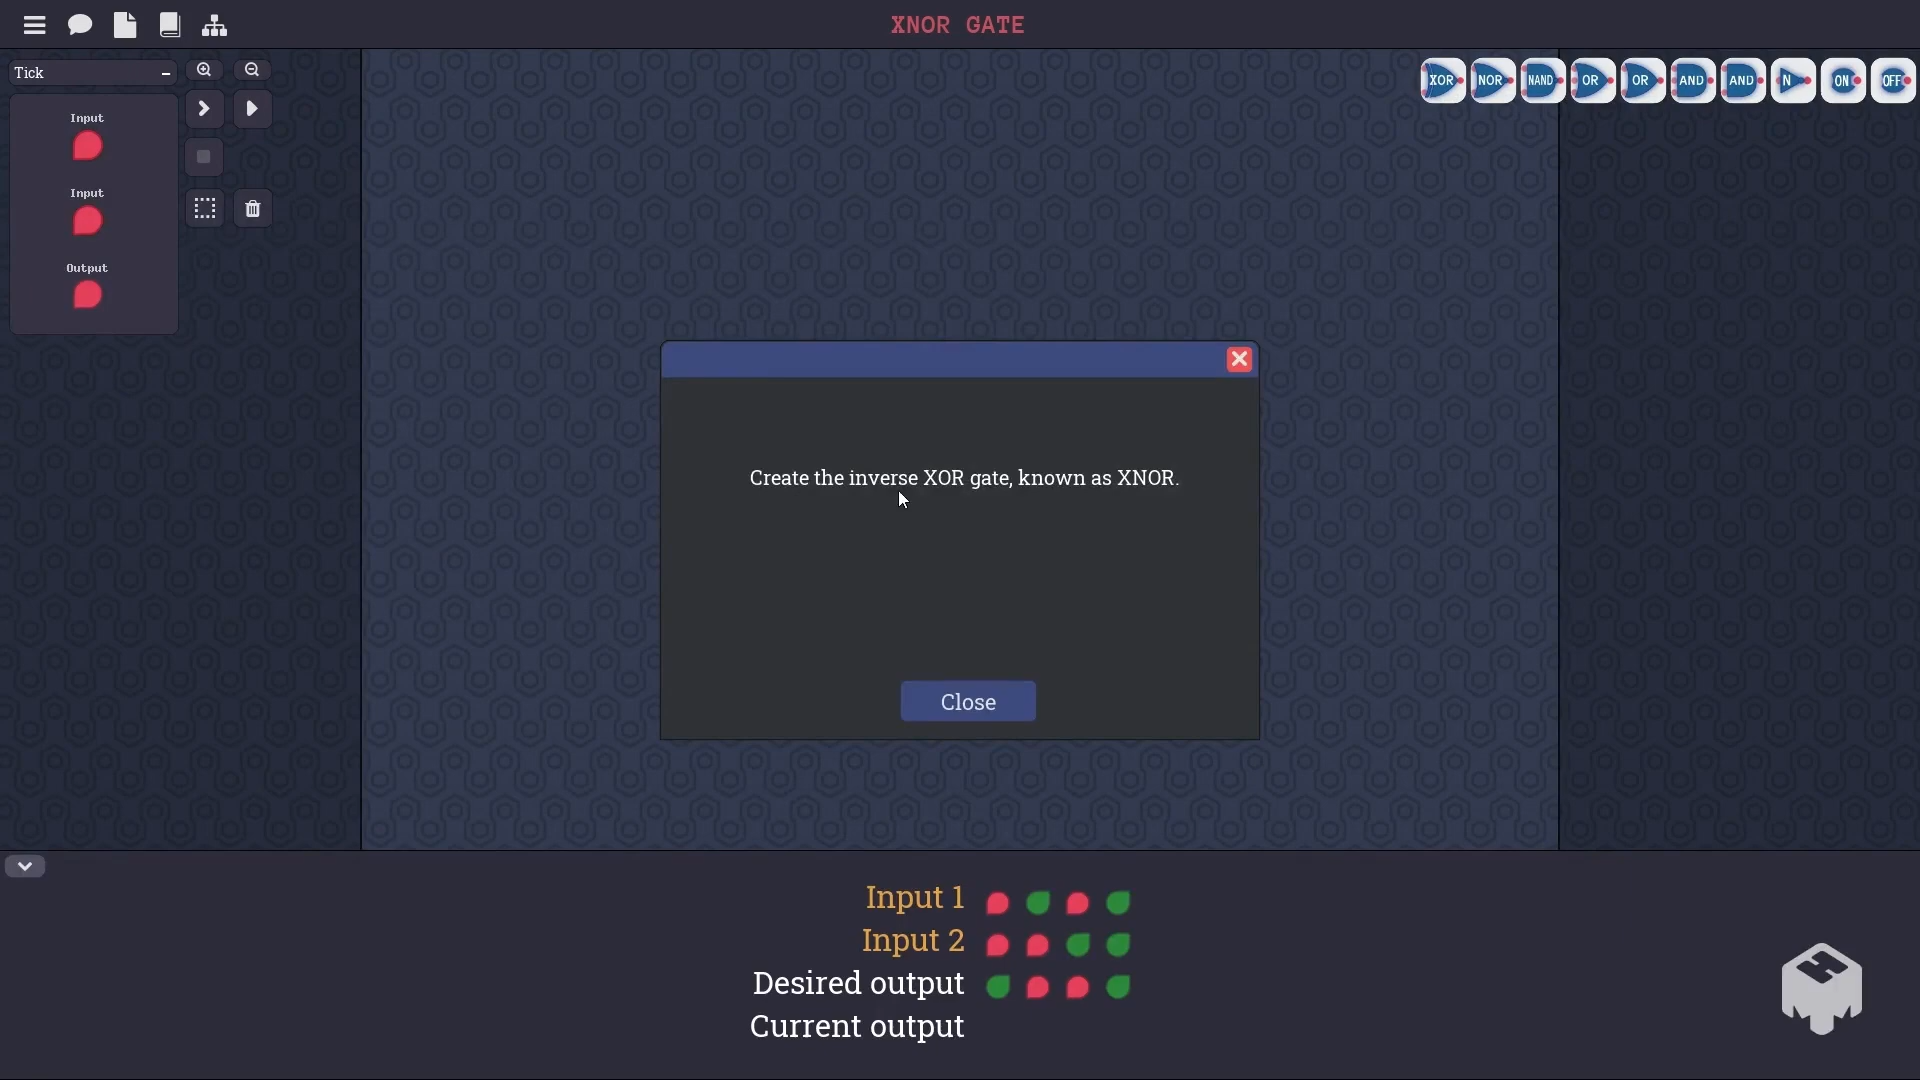 XNOR GATE
Tick
Input
Input
Output
XOR NOR NAND OR OR AND AND N ON OFF
Create the inverse XOR gate, known as XNOR.
Close
Input 1
Input 2
Desired output
Current output